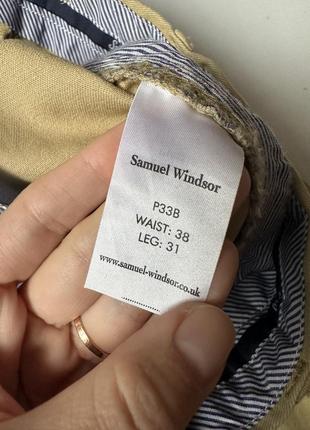 Samuel Windsor
P33B
WAIST: 38
LEG: 31
www.samuel-windsor.co.uk